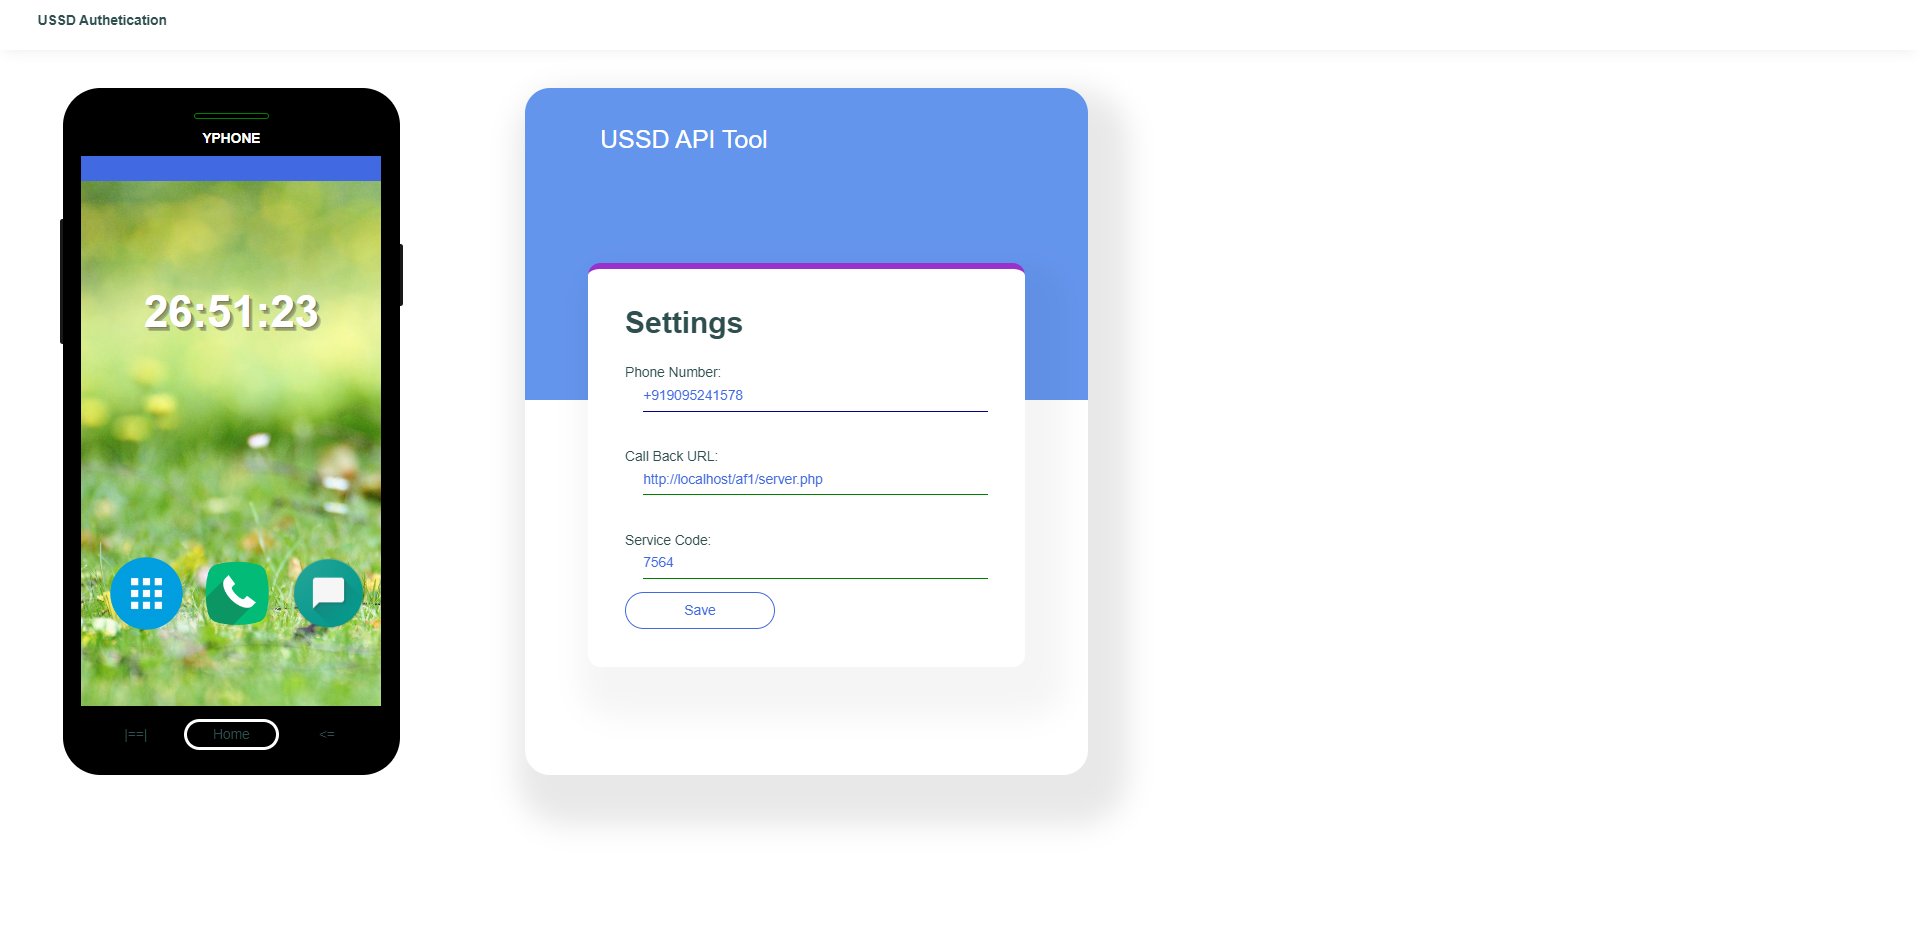 USSD Authetication
YPHONE
26:51:23
|==|
Home
<=
USSD API Tool
Settings
Phone Number:
+919095241578
Call Back URL:
http://localhost/af1/server.php
Service Code:
7564
Save